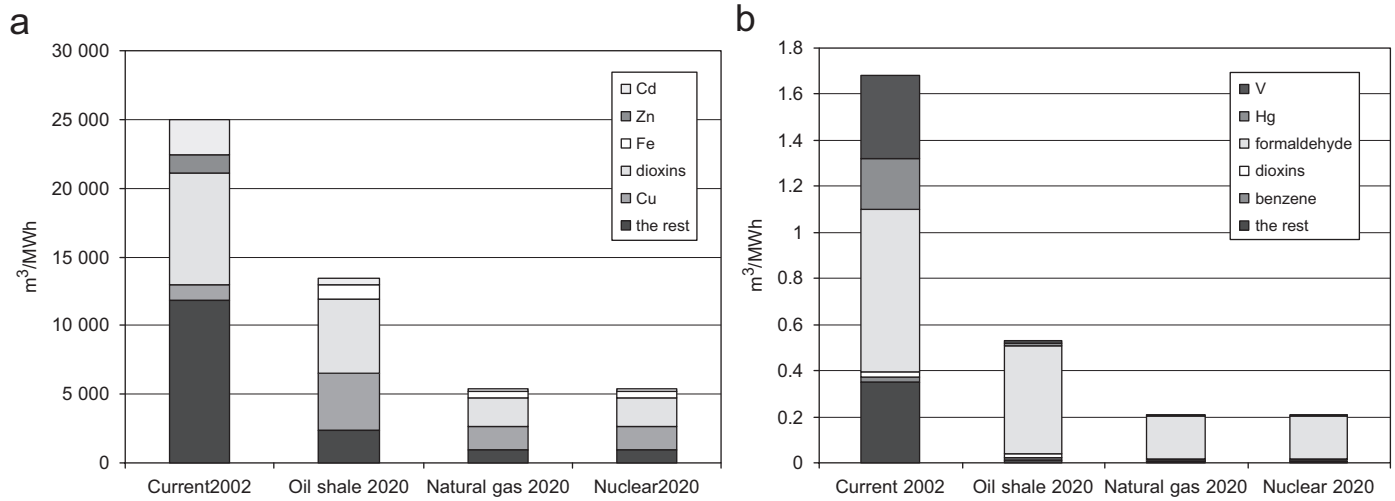 a
30 000
25 000
20 000
15 000
10 000
5 000
0
m³/MWh
Cd
Zn
Fe
dioxins
Cu
the rest
Current2002
Oil shale 2020
Natural gas 2020
Nuclear2020
b
1.8
1.6
1.4
1.2
1
0.8
0.6
0.4
0.2
0
m³/MWh
V
Hg
formaldehyde
dioxins
benzene
the rest
Current 2002
Oil shale 2020
Natural gas 2020
Nuclear 2020